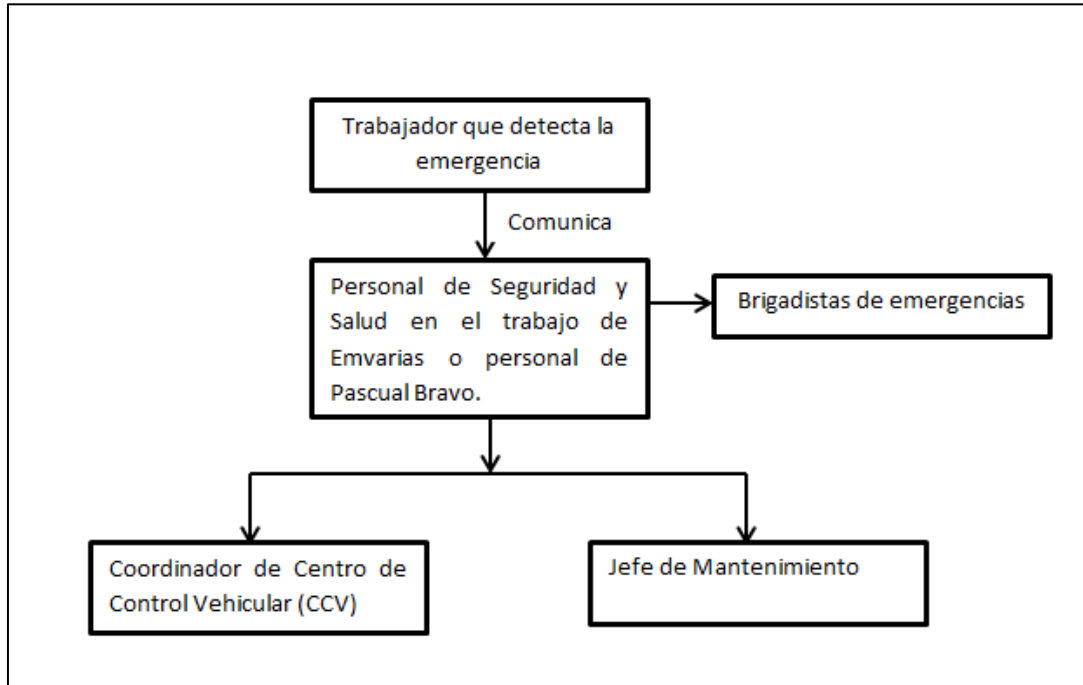 Trabajador que detecta la
emergencia
Comunica
Personal de Seguridad y
Salud en el trabajo de
Emvarias o personal de
Pascual Bravo.
Brigadistas de emergencias
Coordinador de Centro de
Control Vehicular (CCV)
Jefe de Mantenimiento